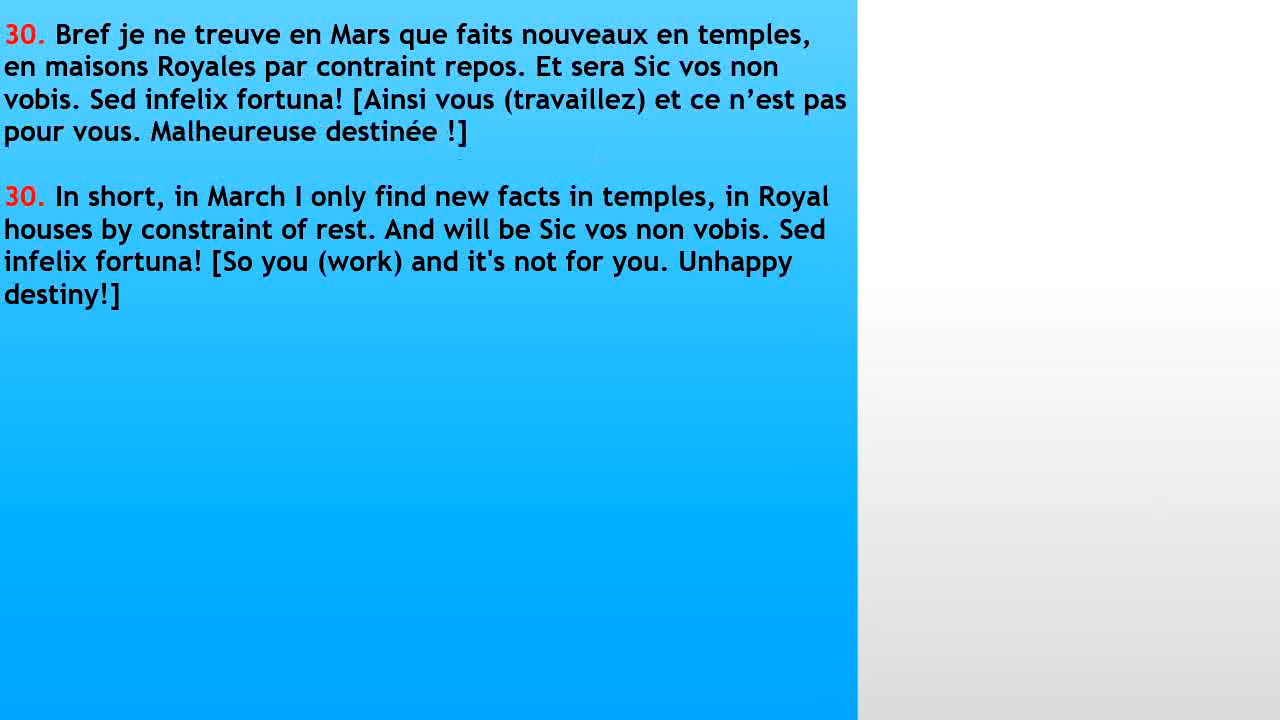 30. Bref je ne treuve en Mars que faits nouveaux en temples,
en maisons Royales par contraint repos. Et sera Sic vos non
vobis. Sed infelix fortuna! [Ainsi vous (travaillez) et ce n’est pas
pour vous. Malheureuse destinée !]
30. In short, in March I only find new facts in temples, in Royal
houses by constraint of rest. And will be Sic vos non vobis. Sed
infelix fortuna! [So you (work) and it's not for you. Unhappy
destiny!]